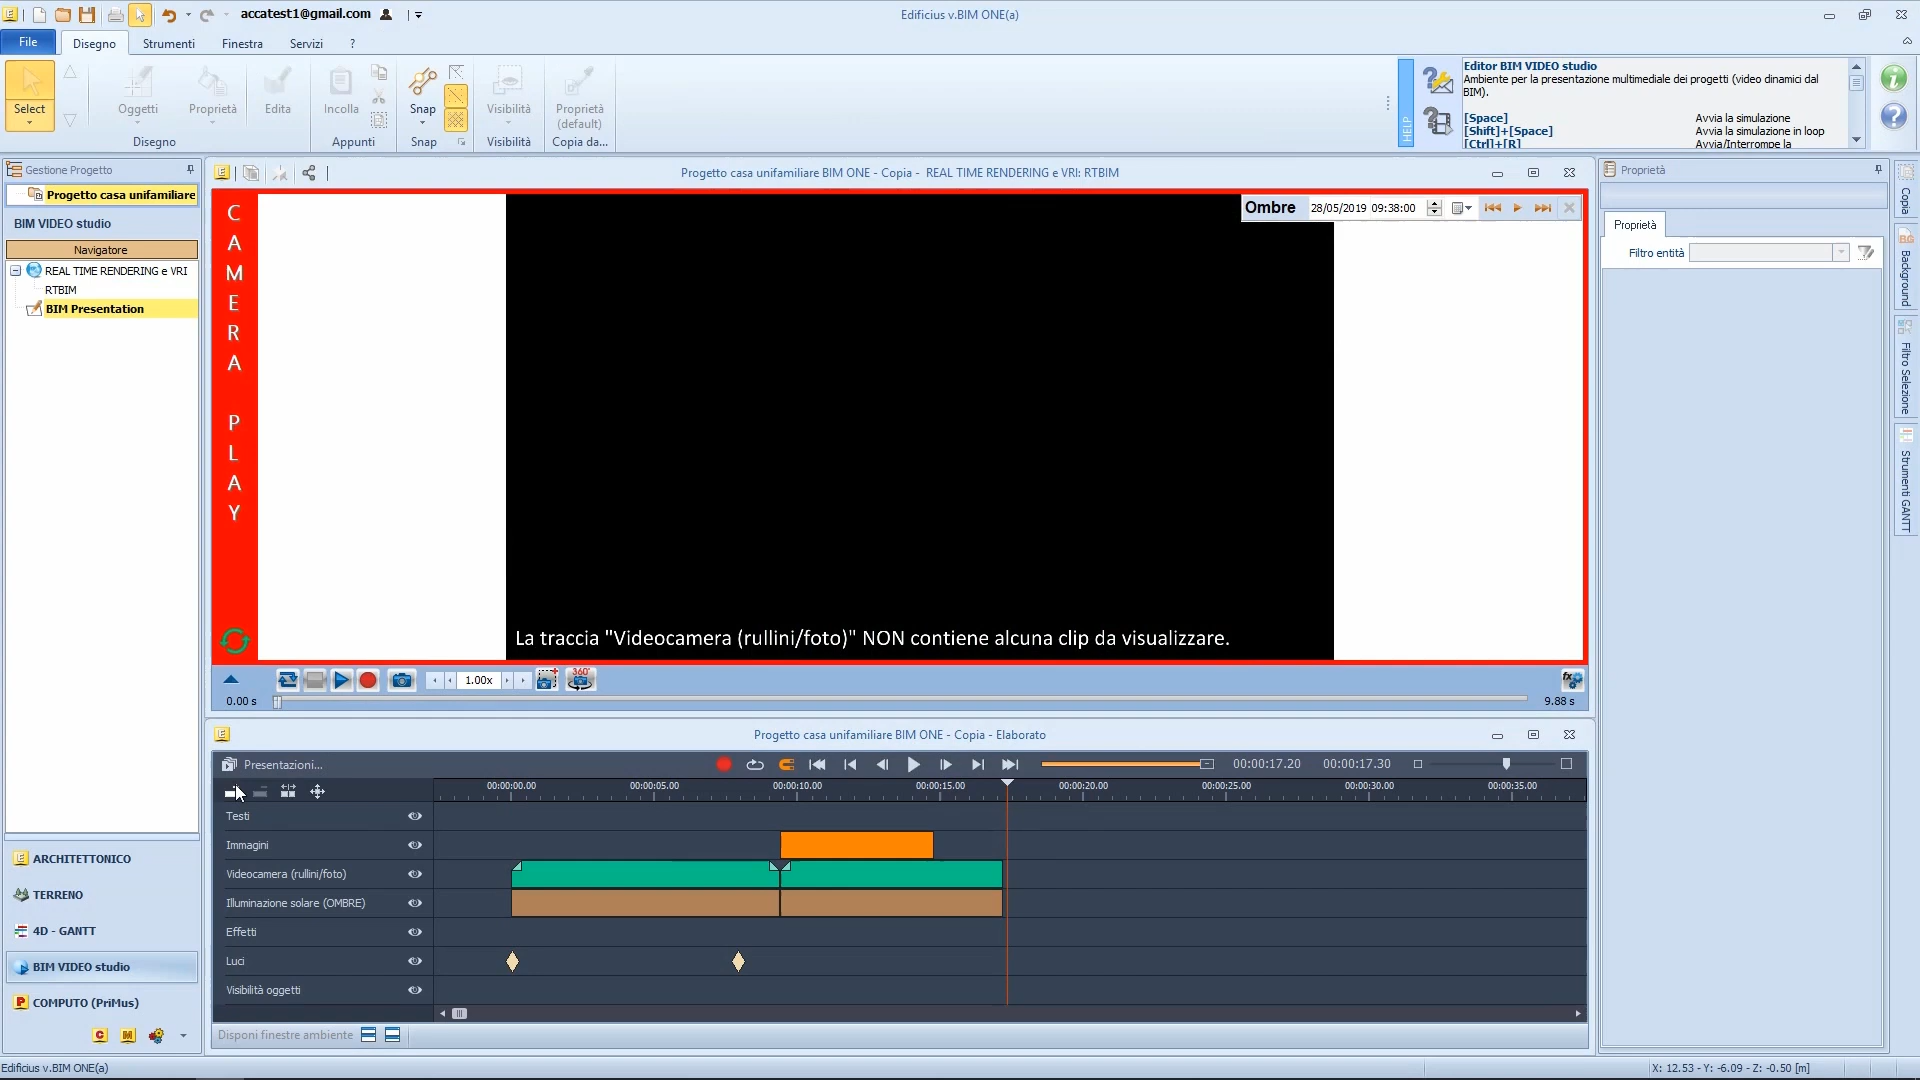 accatest1@gmail.com
Edificius v.BIM ONE(a)
File
Disegno
Strumenti
Finestra
Servizi
?
Select
Oggetti
Proprietà
Edita
Disegno
Incolla
Appunti
Snap
Snap
Visibilità
Visibilità
Proprietà
(default)
Copia da...
HELP
Editor BIM VIDEO studio
Ambiente per la presentazione multimediale dei progetti (video dinamici dal
BIM).
[Space] Avvia la simulazione
[Shift]+[Space] Avvia la simulazione in loop
[Ctrl]+[R] Avvia/Interrompe la
Gestione Progetto
Progetto casa unifamiliare
BIM VIDEO studio
Navigatore
REAL TIME RENDERING e VRI
RTBIM
BIM Presentation
ARCHITETTONICO
TERRENO
4D - GANTT
BIM VIDEO studio
COMPUTO (PriMus)
Progetto casa unifamiliare BIM ONE - Copia - REAL TIME RENDERING e VRI: RTBIM
CAMERA PLAY
Ombre 28/05/2019 09:38:00
La traccia "Videocamera (rullini/foto)" NON contiene alcuna clip da visualizzare.
1.00x
360°
0.00 s
9.88 s
Progetto casa unifamiliare BIM ONE - Copia - Elaborato
Presentazioni...
00:00:17.20
00:00:17.30
00:00:00.00
00:00:05.00
00:00:10.00
00:00:15.00
00:00:20.00
00:00:25.00
00:00:30.00
00:00:35.00
Testi
Immagini
Videocamera (rullini/foto)
Illuminazione solare (OMBRE)
Effetti
Luci
Visibilità oggetti
Disponi finestre ambiente
Proprietà
Proprietà
Filtro entità
Copia
Background
Filtro Selezione
Strumenti GANTT
Edificius v.BIM ONE(a)
X: 12.53 - Y: -6.09 - Z: -0.50 [m]